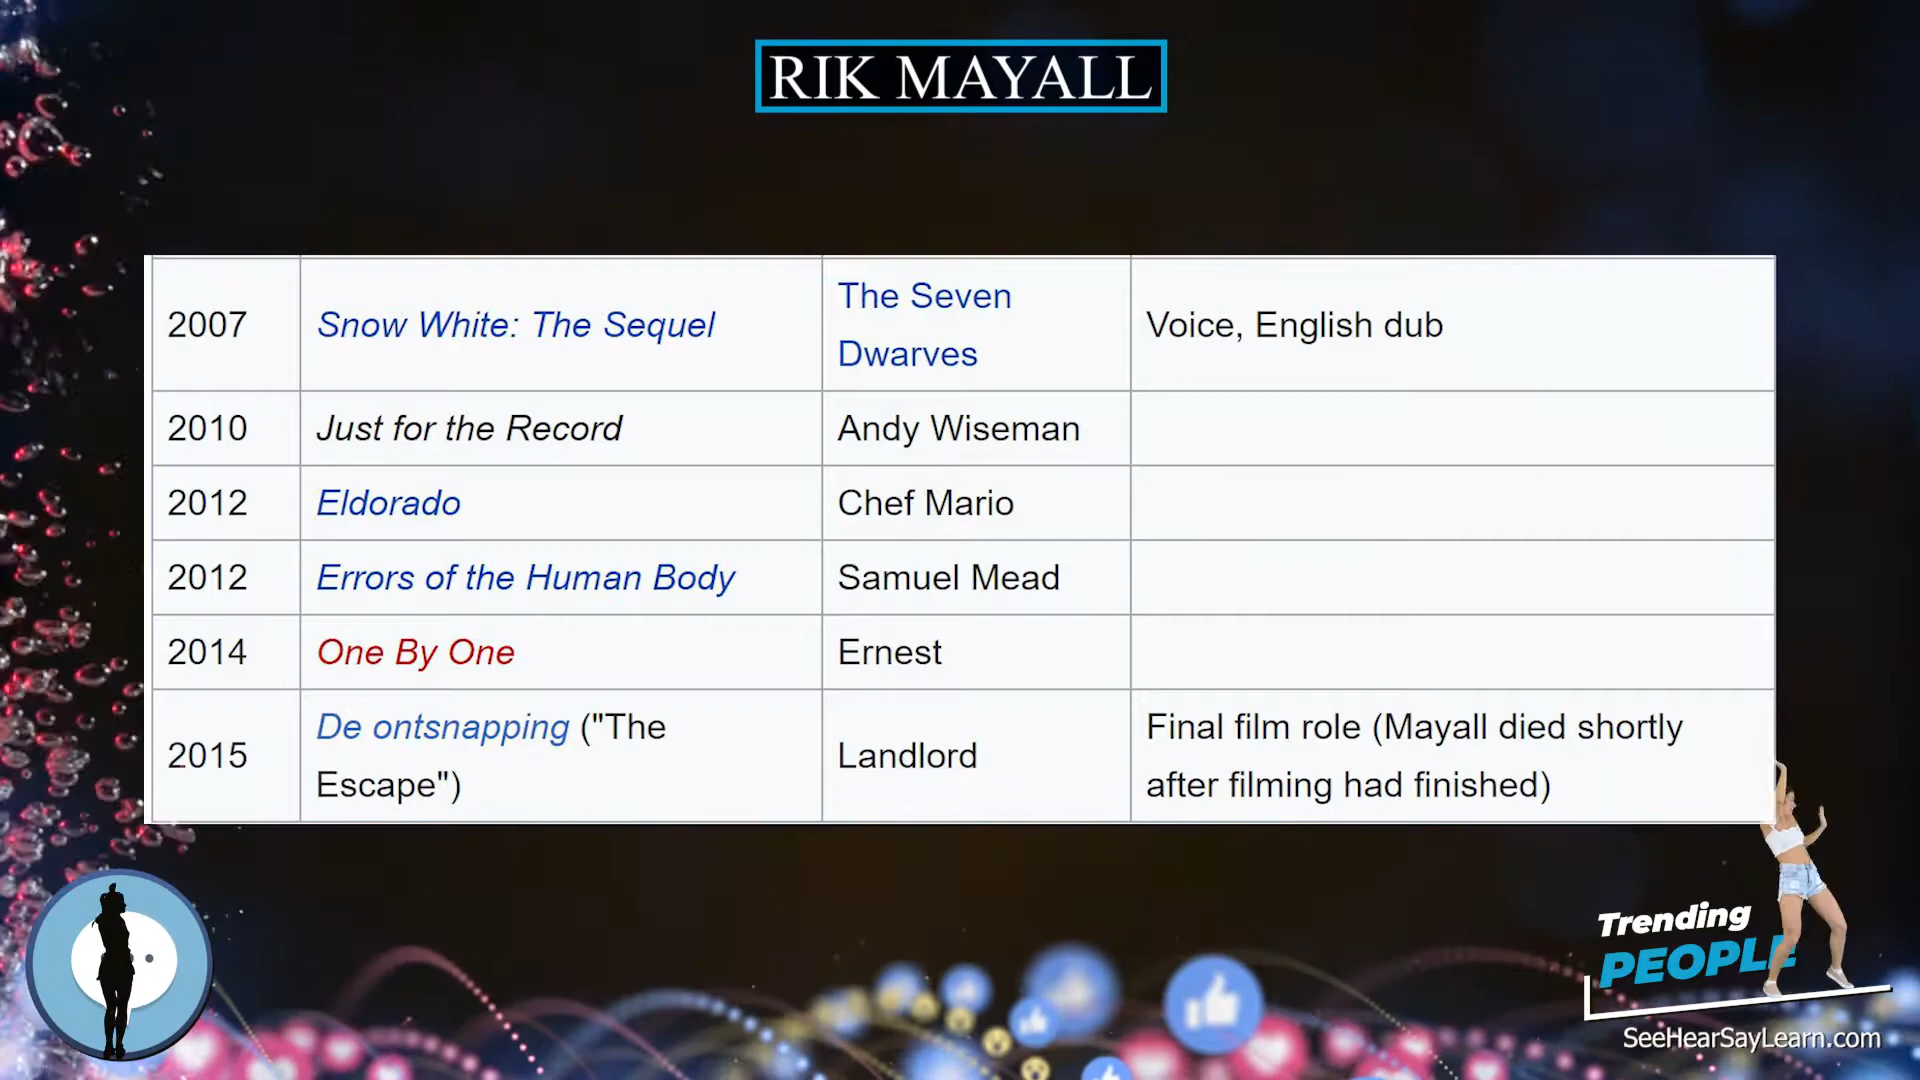 RIK MAYALL
2007 Snow White: The Sequel The Seven Dwarves Voice, English dub
2010 Just for the Record Andy Wiseman
2012 Eldorado Chef Mario
2012 Errors of the Human Body Samuel Mead
2014 One By One Ernest
2015 De ontsnapping ("The Escape") Landlord Final film role (Mayall died shortly after filming had finished)
Trending
PEOPLE
SeeHearSayLearn.com